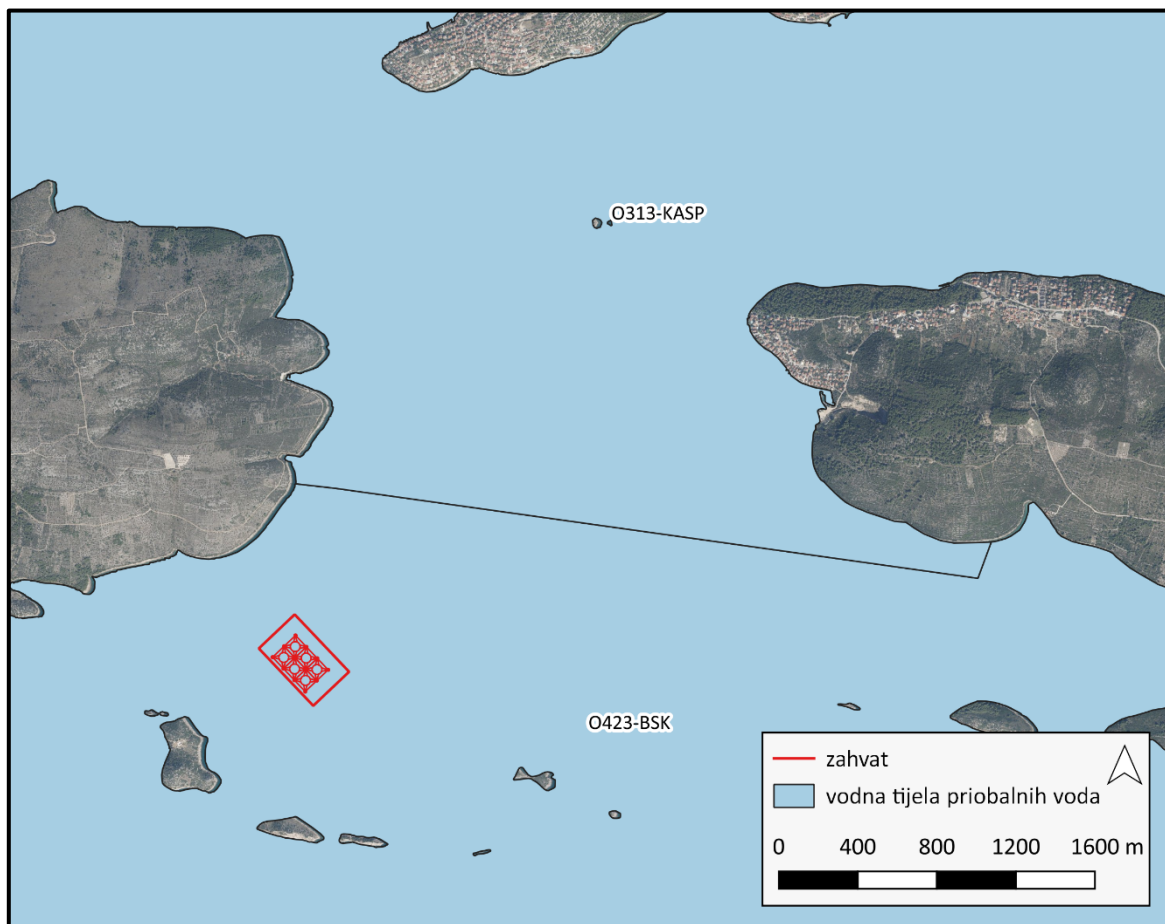 O313-KASP
O423-BSK
zahvat
vodna tijela priobalnih voda
0 400 800 1200 1600 m